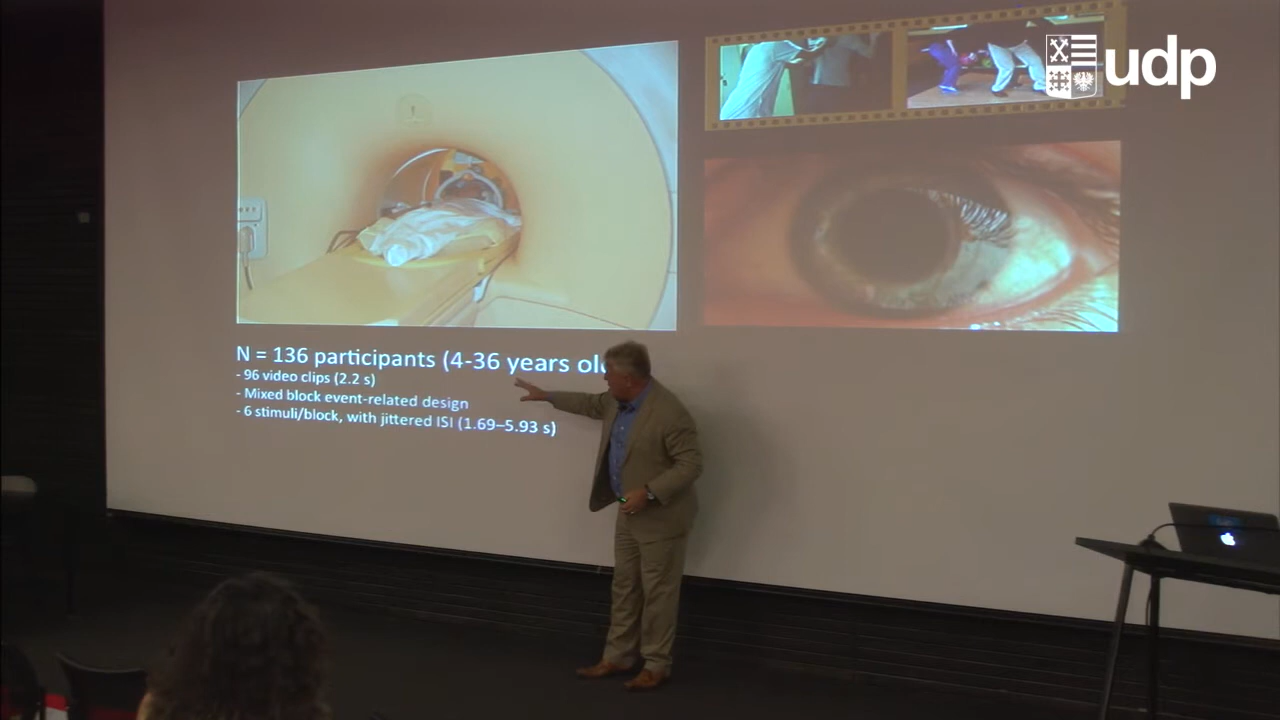 udp
N = 136 participants (4-36 years ol
- 96 video clips (2.2 s)
- Mixed block event-related design
- 6 stimuli/block, with jittered ISI (1.69–5.93 s)